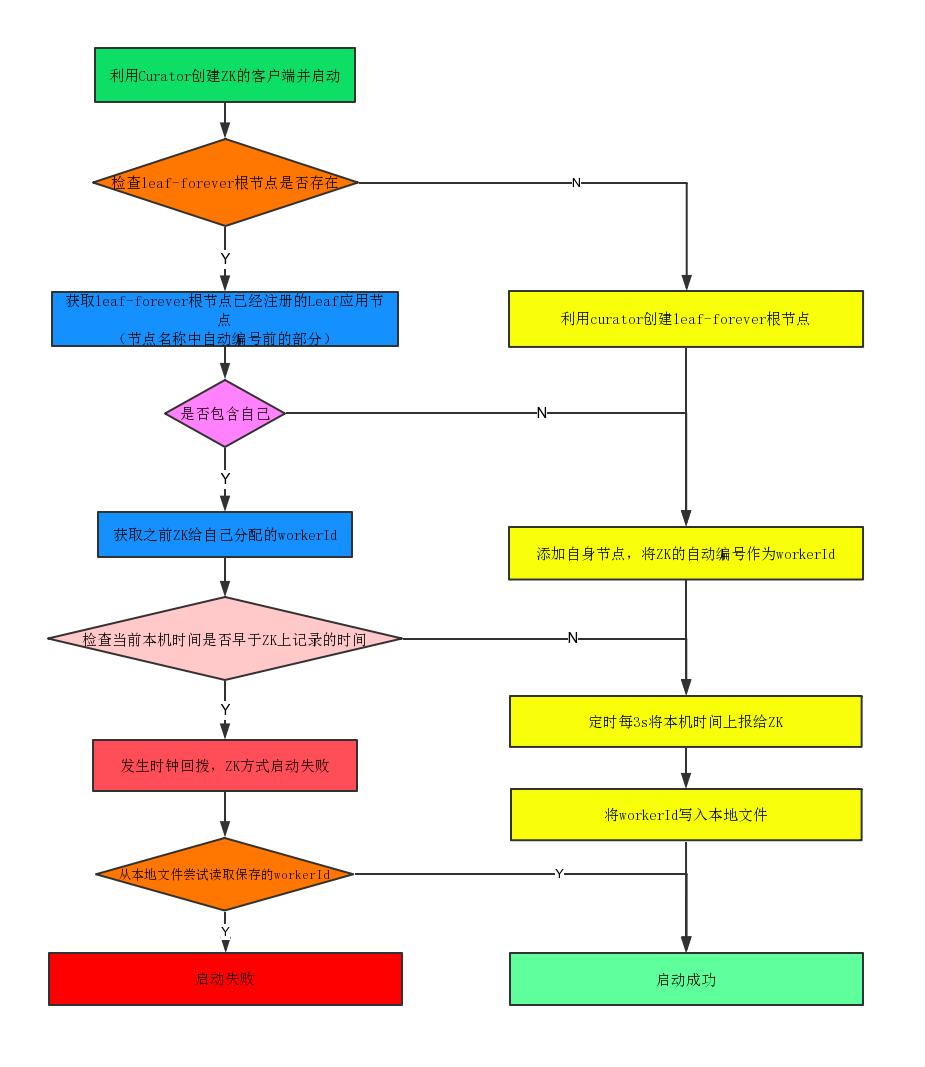 利用Curator创建ZK的客户端并启动
检查leaf-forever根节点是否存在
N
Y
获取leaf-forever根节点已经注册的Leaf应用节
点
（节点名称中自动编号前的部分）
利用curator创建leaf-forever根节点
是否包含自己
N
Y
获取之前ZK给自己分配的workerId
添加自身节点，将ZK的自动编号作为workerId
检查当前本机时间是否早于ZK上记录的时间
N
Y
定时每3s将本机时间上报给ZK
发生时钟回拨，ZK方式启动失败
将workerId写入本地文件
从本地文件尝试读取保存的workerId
Y
Y
启动失败
启动成功